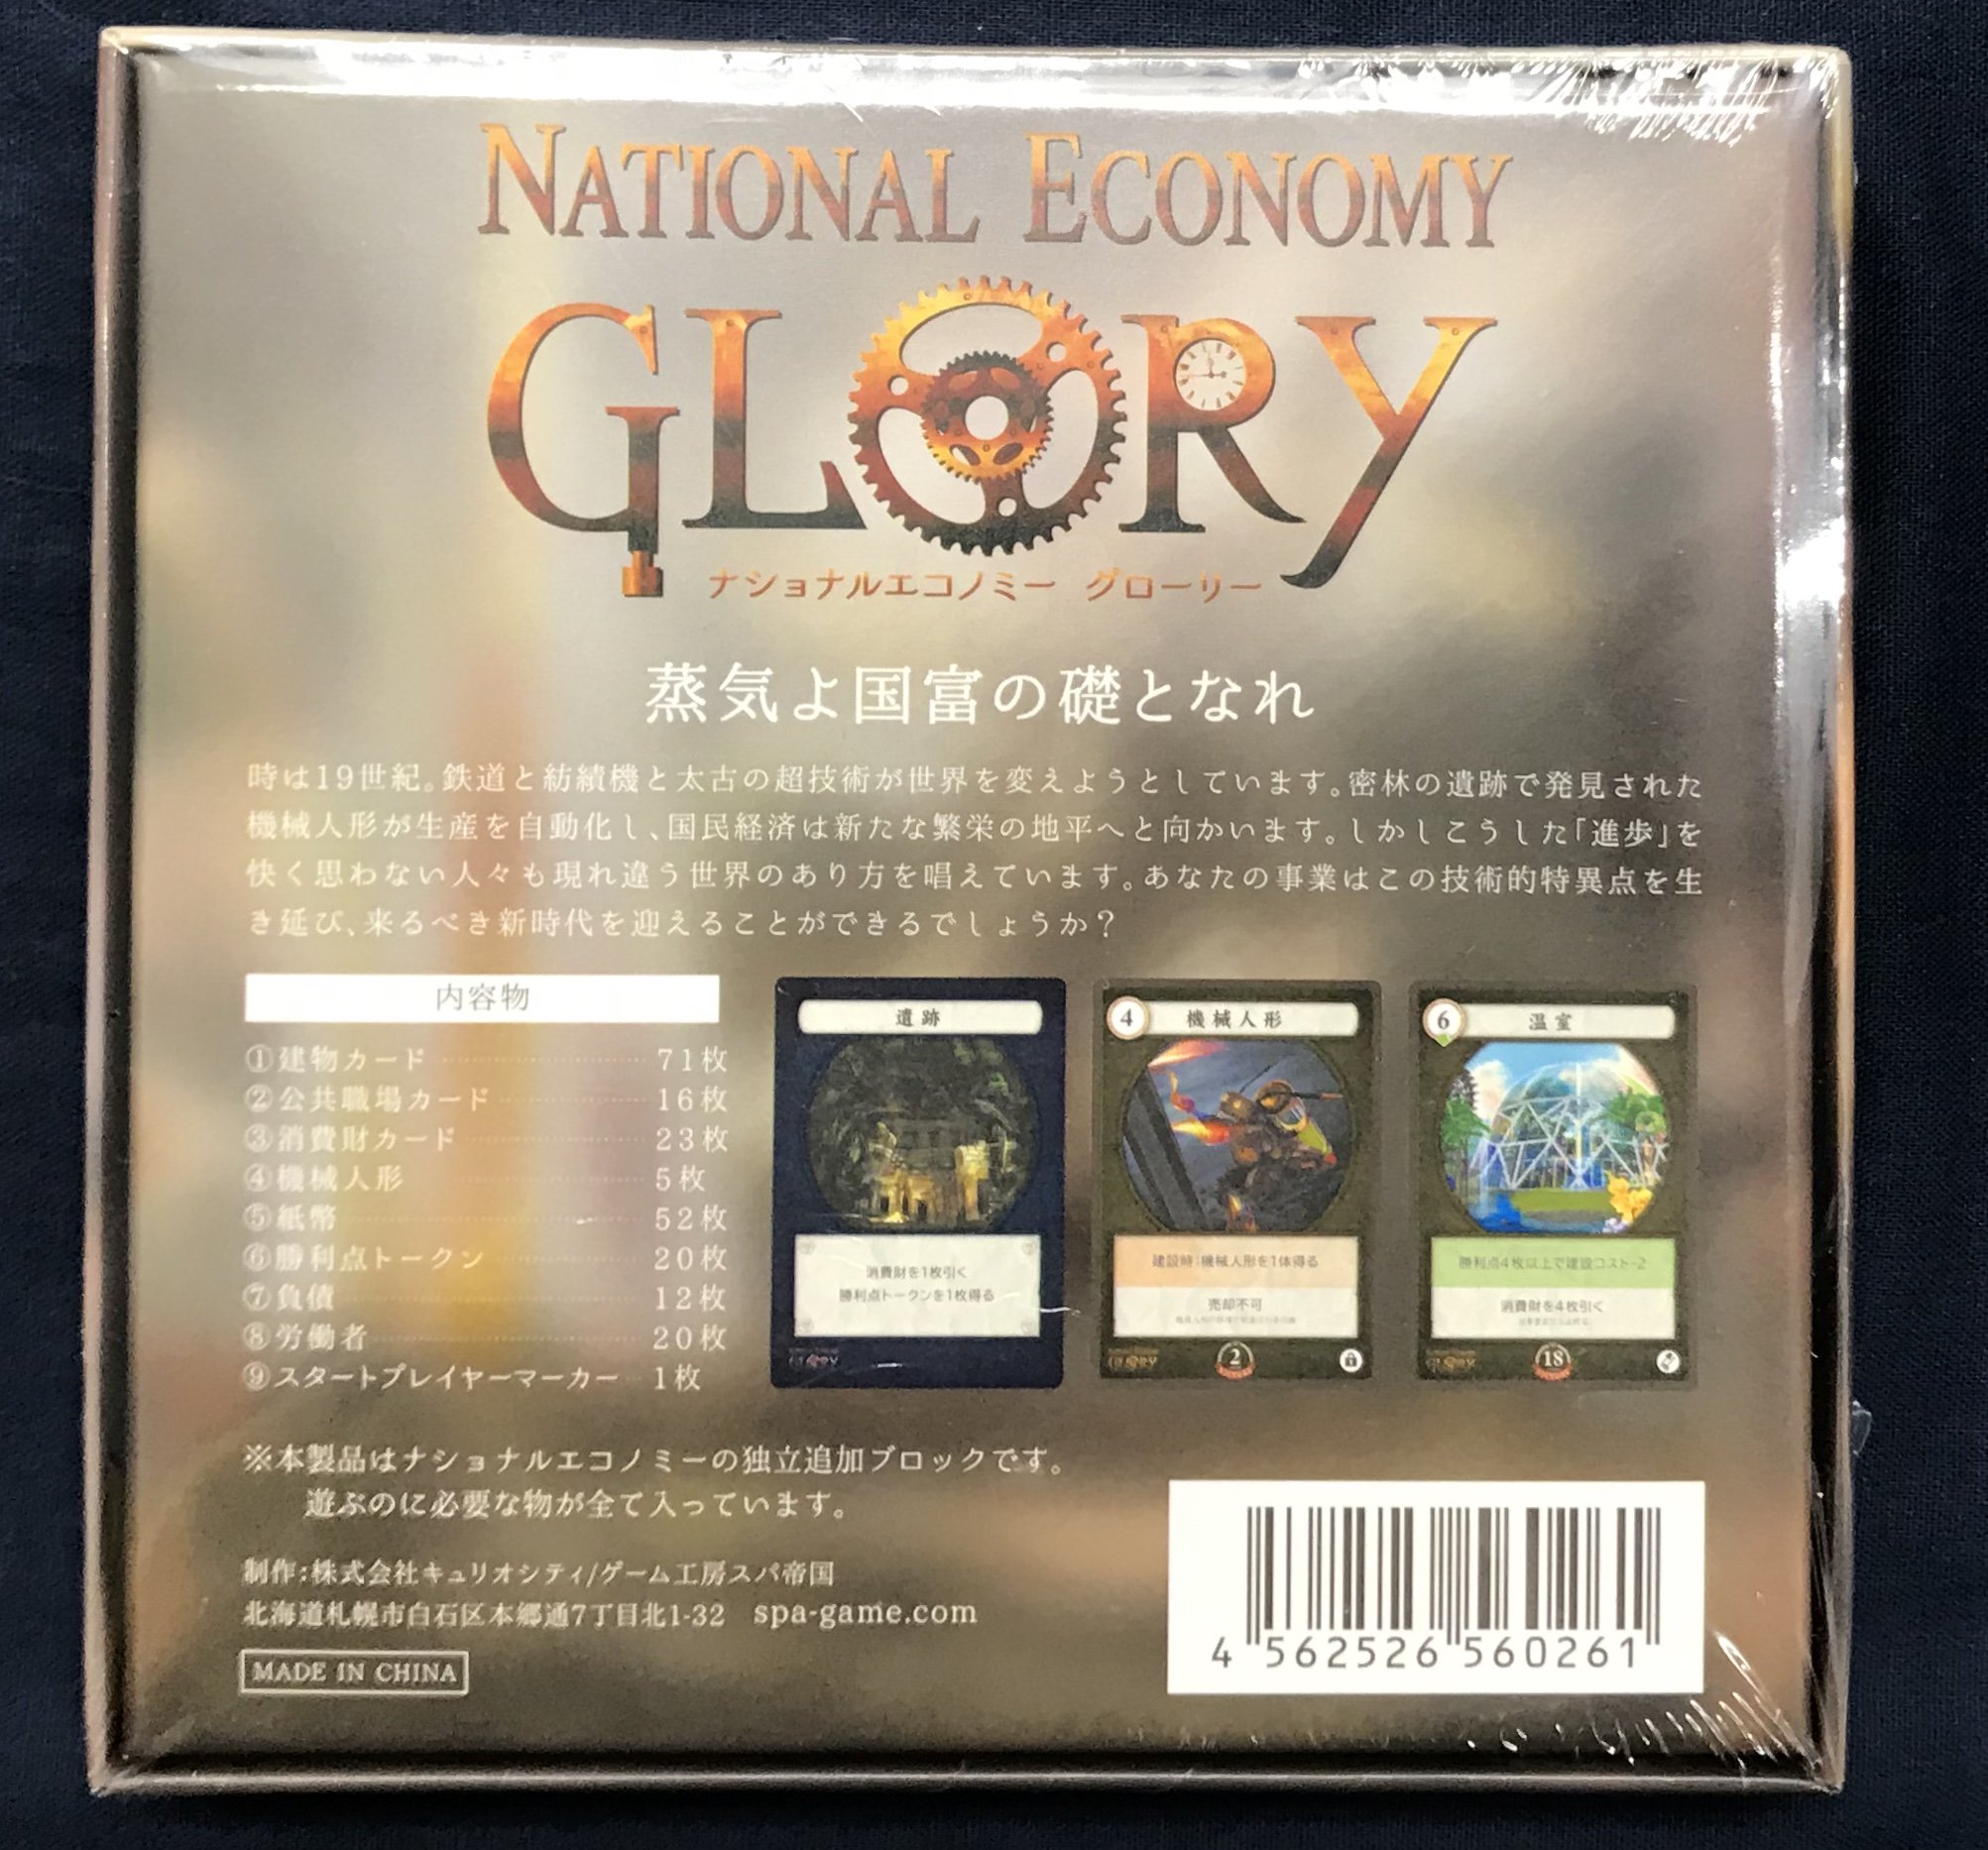 NATIONAL ECONOMY
GLORY
ナショナルエコノミー グローリー
蒸気よ国富の礎となれ
時は19世紀。鉄道と紡績機と太古の超技術が世界を変えようとしています。密林の遺跡で発見された
機械人形が生産を自動化し、国民経済は新たな繁栄の地平へと向かいます。しかしこうした「進歩」を
快く思わない人々も現れ違う世界のあり方を唱えています。あなたの事業はこの技術的特異点を生
き延び、来るべき新時代を迎えることができるでしょうか?
内容物
①建物カード 71枚
②公共職場カード 16枚
③消費財カード 23枚
④機械人形 5枚
⑤紙幣 52枚
⑥勝利点トークン 20枚
⑦負債 12枚
⑧労働者 20枚
⑨スタートプレイヤーマーカー 1枚
遺跡
消費財を1枚引く
勝利点トークンを1枚得る
GLORY
4 機械人形
建設時:機械人形を1体得る
売却不可
GLORY 2
6 温室
勝利点4枚以上で建設コスト-2
消費財を4枚引く
GLORY 18
※本製品はナショナルエコノミーの独立追加ブロックです。
遊ぶのに必要な物が全て入っています。
制作:株式会社キュリオシティ/ゲーム工房スパ帝国
北海道札幌市白石区本郷通7丁目北1-32 spa-game.com
MADE IN CHINA
4 562526 560261